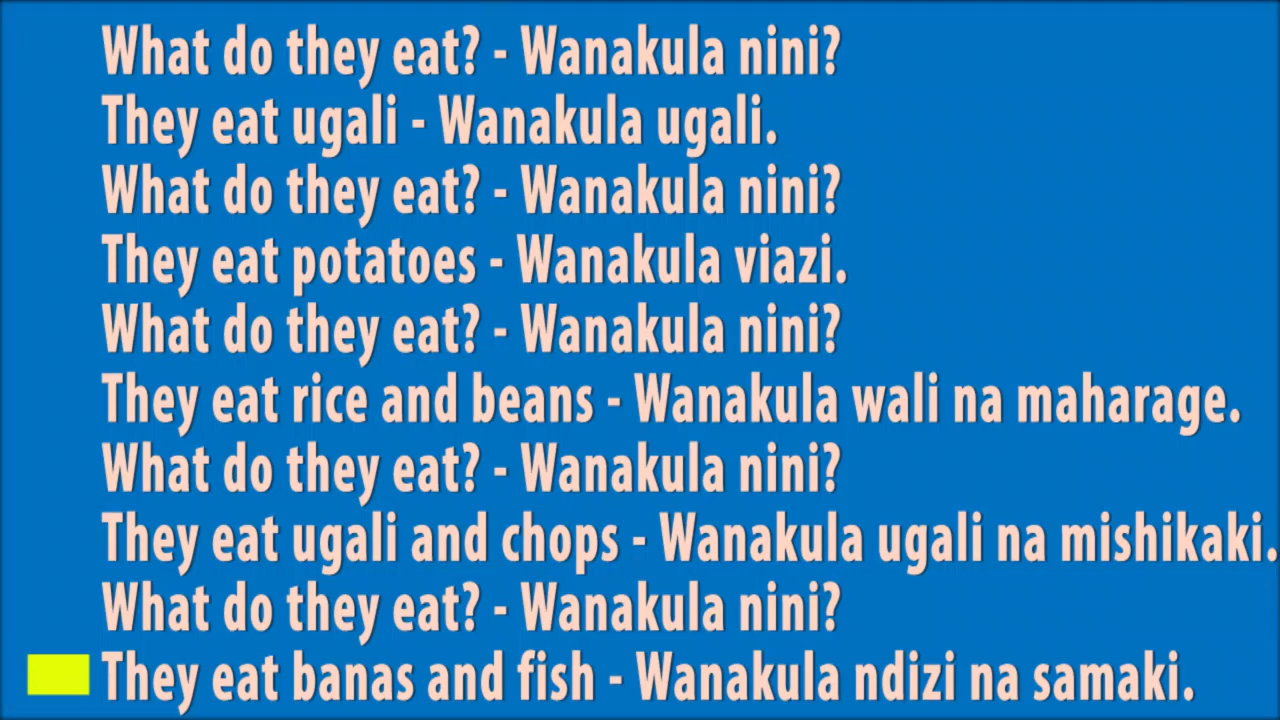 What do they eat? - Wanakula nini?
They eat ugali - Wanakula ugali.
What do they eat? - Wanakula nini?
They eat potatoes - Wanakula viazi.
What do they eat? - Wanakula nini?
They eat rice and beans - Wanakula wali na maharage.
What do they eat? - Wanakula nini?
They eat ugali and chops - Wanakula ugali na mishikaki.
What do they eat? - Wanakula nini?
They eat banas and fish - Wanakula ndizi na samaki.